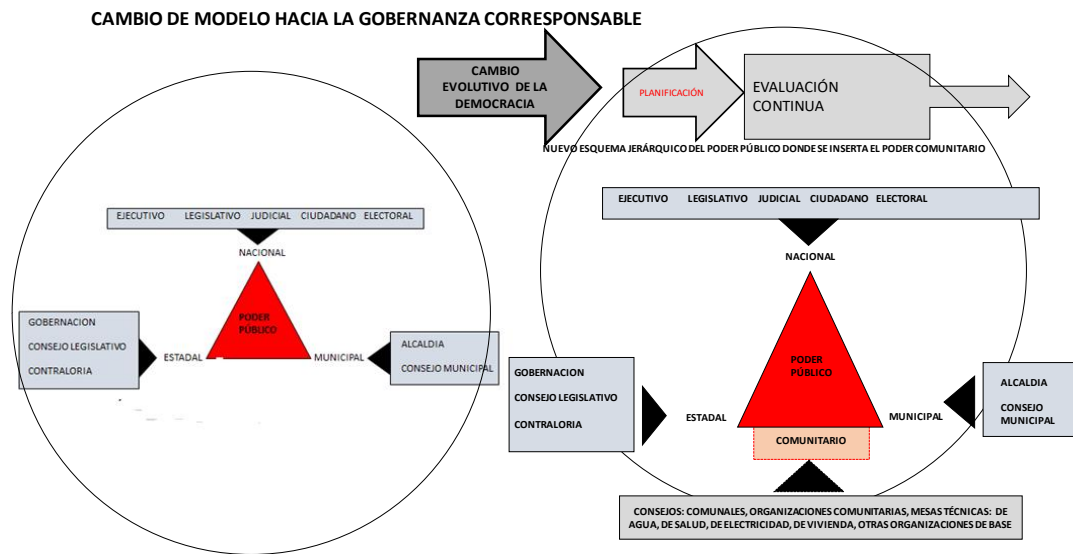 CAMBIO DE MODELO HACIA LA GOBERNANZA CORRESPONSABLE
CAMBIO
EVOLUTIVO DE LA
DEMOCRACIA
PLANIFICACIÓN
EVALUACIÓN
CONTINUA
NUEVO ESQUEMA JERÁRQUICO DEL PODER PÚBLICO DONDE SE INSERTA EL PODER COMUNITARIO
EJECUTIVO LEGISLATIVO JUDICIAL CIUDADANO ELECTORAL
NACIONAL
PODER
PÚBLICO
GOBERNACION
CONSEJO LEGISLATIVO
CONTRALORIA
ESTADAL
MUNICIPAL
ALCALDIA
CONSEJO MUNICIPAL
EJECUTIVO LEGISLATIVO JUDICIAL CIUDADANO ELECTORAL
NACIONAL
PODER
PÚBLICO
GOBERNACION
CONSEJO LEGISLATIVO
CONTRALORIA
ESTADAL
MUNICIPAL
ALCALDIA
CONSEJO
MUNICIPAL
COMUNITARIO
CONSEJOS: COMUNALES, ORGANIZACIONES COMUNITARIAS, MESAS TÉCNICAS: DE
AGUA, DE SALUD, DE ELECTRICIDAD, DE VIVIENDA, OTRAS ORGANIZACIONES DE BASE